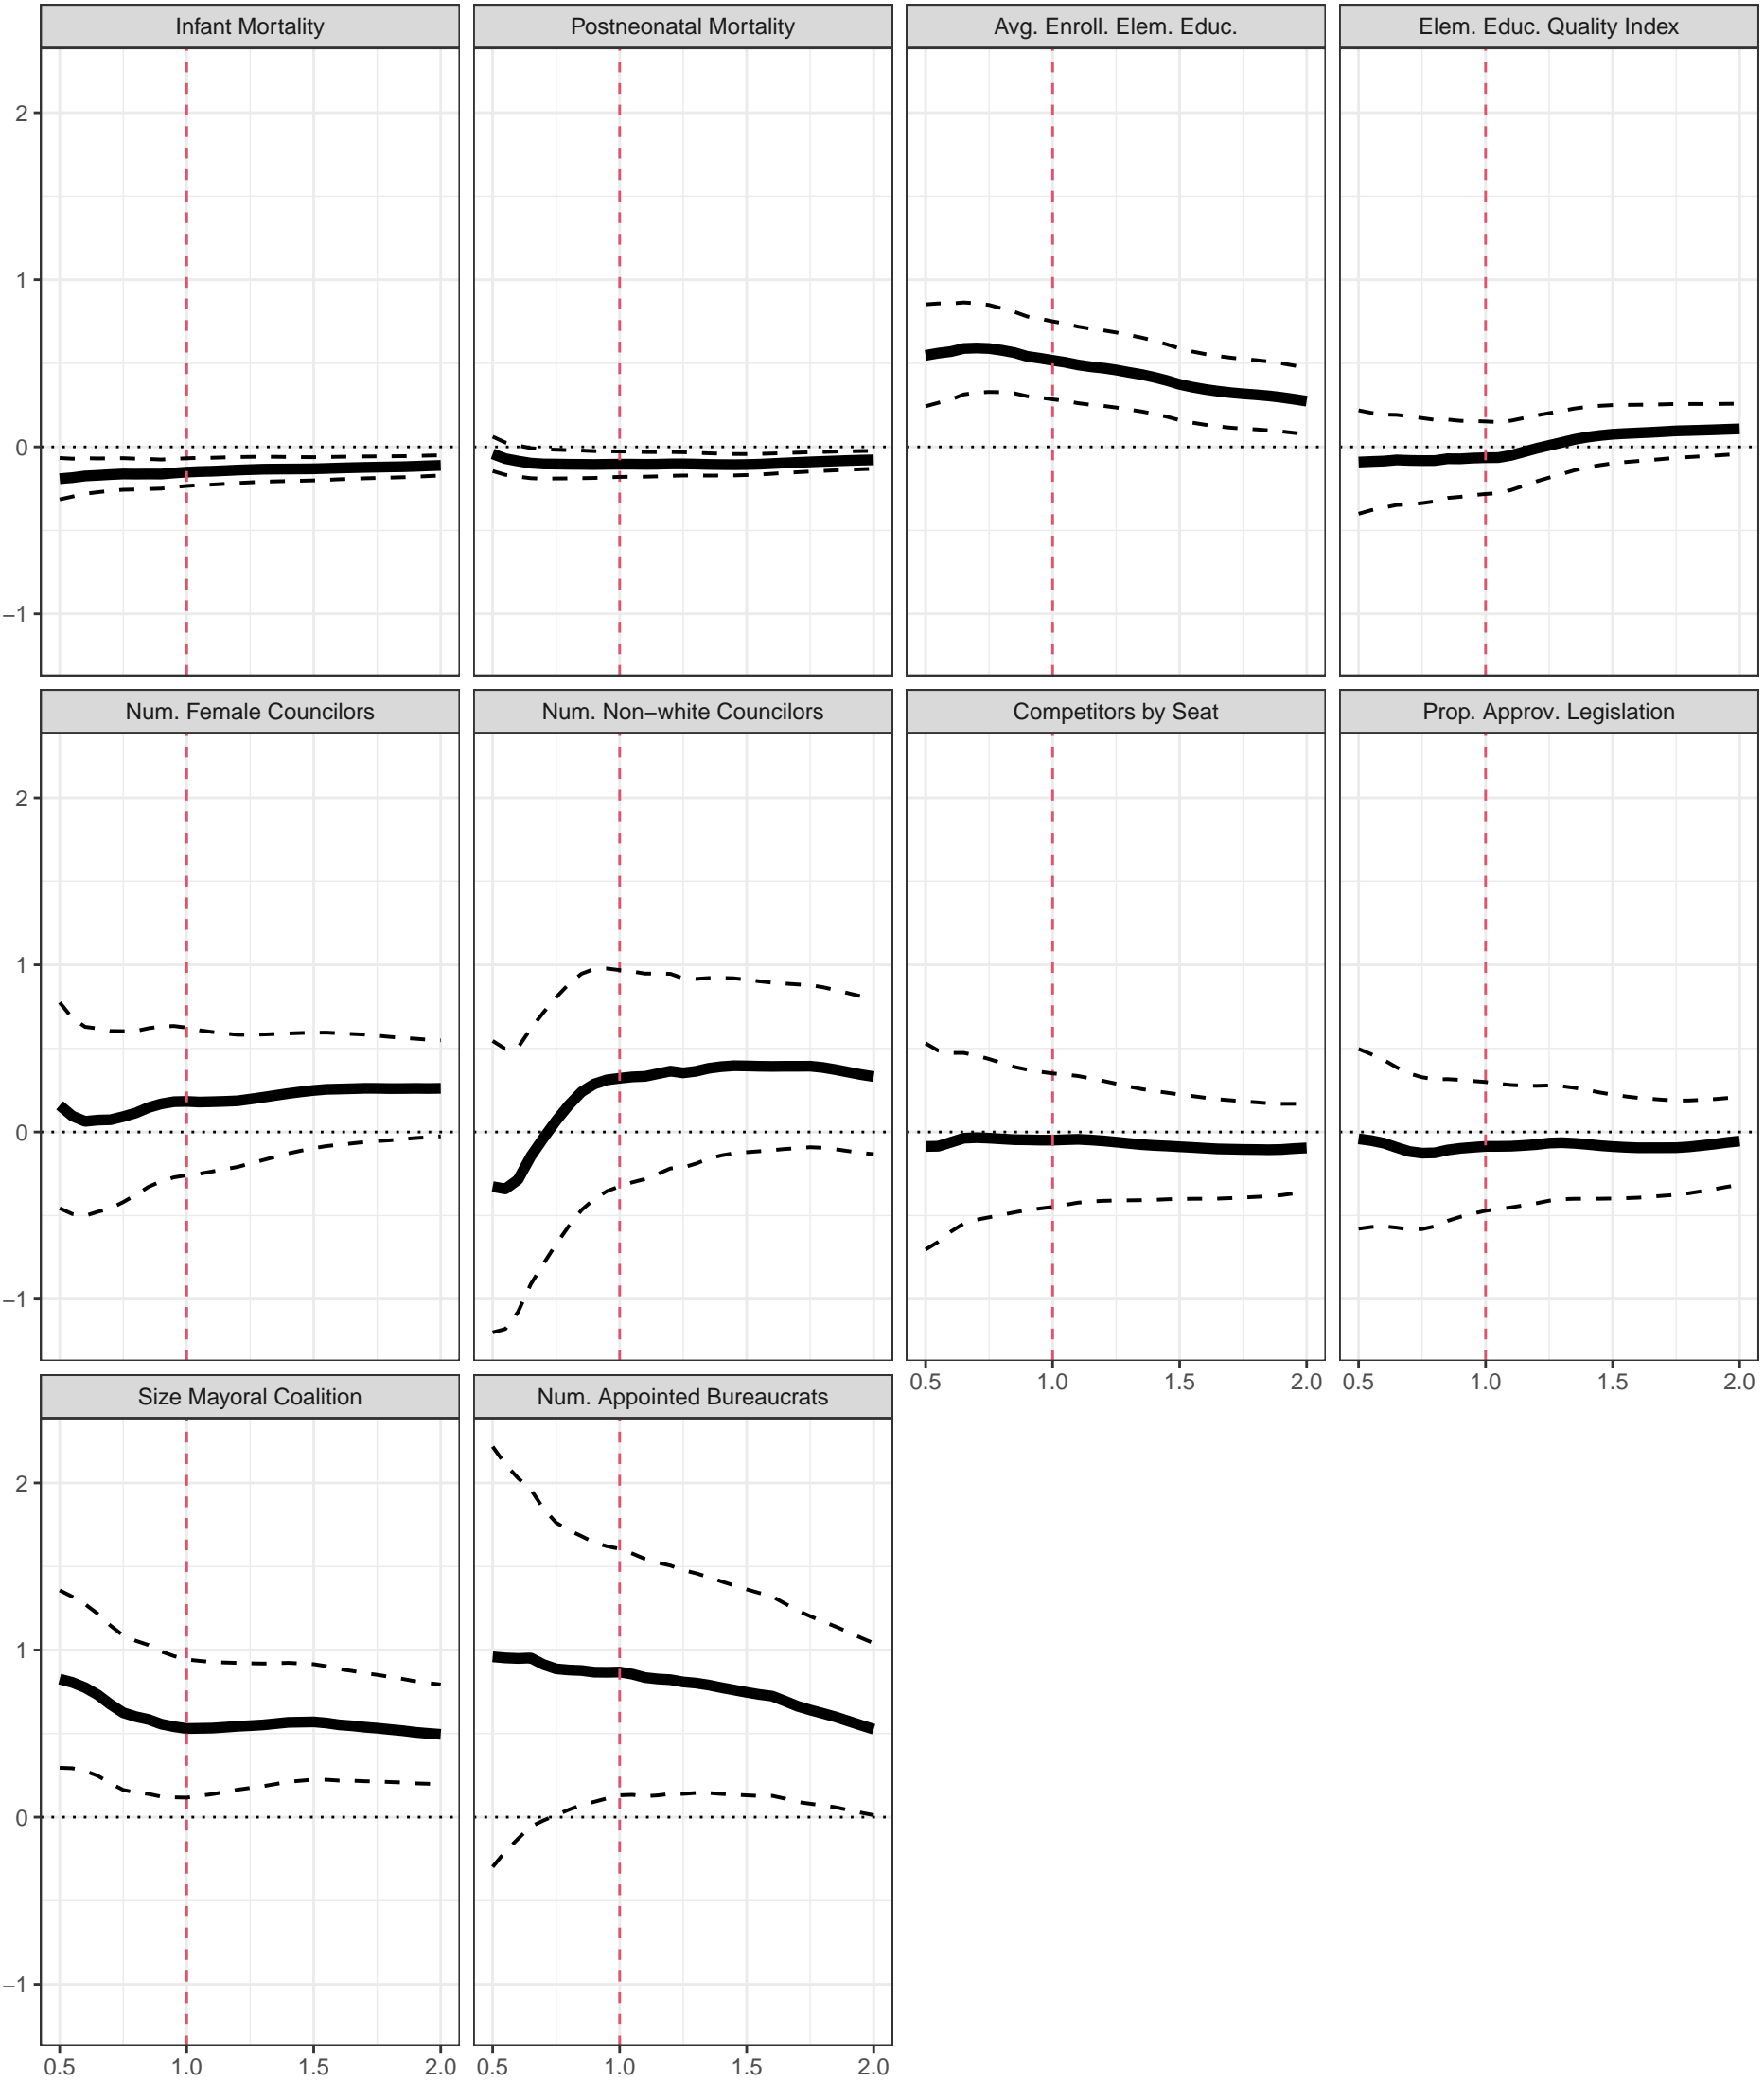 Infant Mortality
Postneonatal Mortality
Avg. Enroll. Elem. Educ.
Elem. Educ. Quality Index
2
1
0
−1
Num. Female Councilors
Num. Non−white Councilors
Competitors by Seat
Prop. Approv. Legislation
2
1
0
−1
0.5 1.0 1.5 2.0
0.5 1.0 1.5 2.0
Size Mayoral Coalition
Num. Appointed Bureaucrats
2
1
0
−1
0.5 1.0 1.5 2.0
0.5 1.0 1.5 2.0